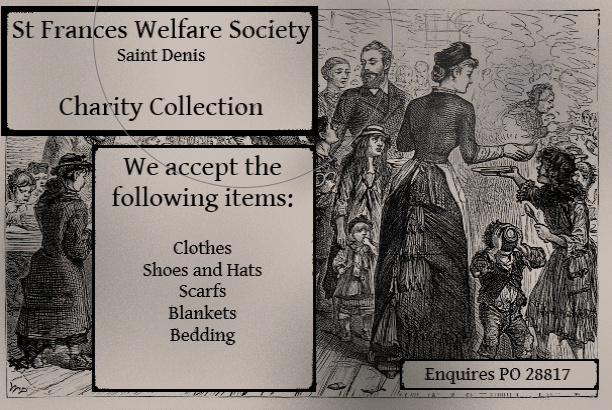 St Frances Welfare Society
Saint Denis
Charity Collection
We accept the
following items:
Clothes
Shoes and Hats
Scarfs
Blankets
Bedding
Enquires PO 28817